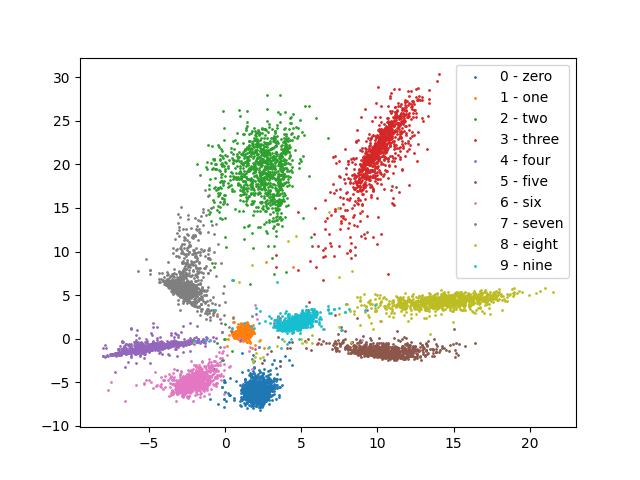 30
25
20
15
10
5
0
−5
−10
−5
0
5
10
15
20
0 - zero
1 - one
2 - two
3 - three
4 - four
5 - five
6 - six
7 - seven
8 - eight
9 - nine